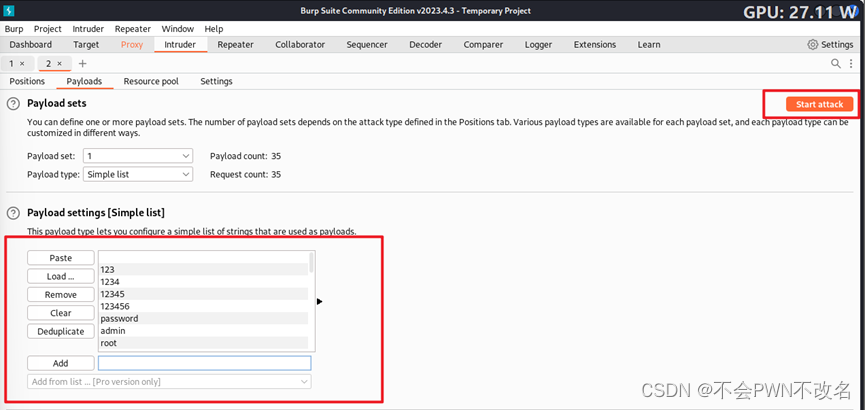 Burp Suite Community Edition v2023.4.3 - Temporary Project
GPU: 27.11 W
Burp Project Intruder Repeater Window Help
Dashboard Target Proxy Intruder Repeater Collaborator Sequencer Decoder Comparer Logger Extensions Learn Settings
1 × 2 × +
Positions Payloads Resource pool Settings
? Payload sets
Start attack
You can define one or more payload sets. The number of payload sets depends on the attack type defined in the Positions tab. Various payload types are available for each payload set, and each payload type can be
customized in different ways.
Payload set: 1 Payload count: 35
Payload type: Simple list Request count: 35
? Payload settings [Simple list]
This payload type lets you configure a simple list of strings that are used as payloads.
Paste
123
Load ...
1234
Remove
12345
123456
Clear
password
Deduplicate
admin
root
Add
Add from list ... [Pro version only]
CSDN @不会PWN不改名